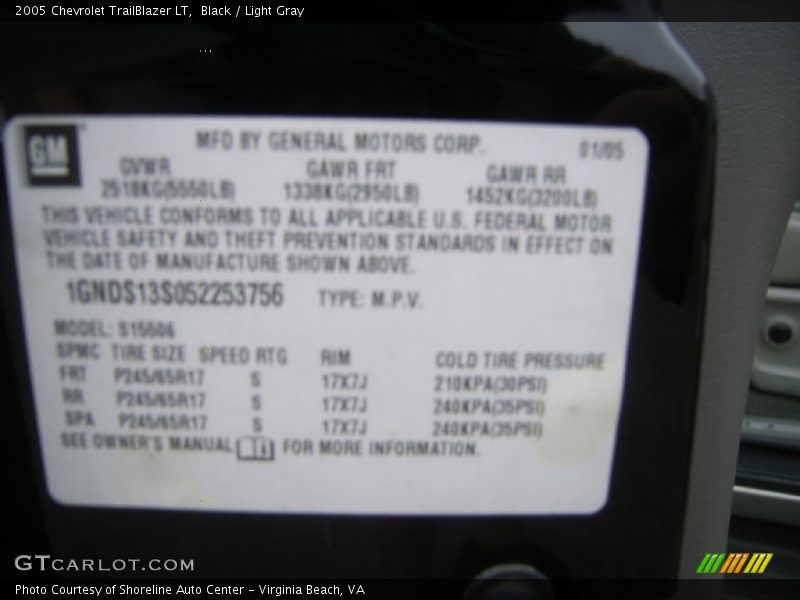 2005 Chevrolet TrailBlazer LT, Black / Light Gray
GM
MFD BY GENERAL MOTORS CORP. 01/05
GVWR GAWR FRT GAWR RR
2518KG(5550LB) 1338KG(2950LB) 1452KG(3200LB)
THIS VEHICLE CONFORMS TO ALL APPLICABLE U.S. FEDERAL MOTOR
VEHICLE SAFETY AND THEFT PREVENTION STANDARDS IN EFFECT ON
THE DATE OF MANUFACTURE SHOWN ABOVE.
1GNDS13S052253756 TYPE: M.P.V.
MODEL: S15506
SPMC TIRE SIZE SPEED RTG RIM COLD TIRE PRESSURE
FRT P245/65R17 S 17X7J 210KPA(30PSI)
RR P245/65R17 S 17X7J 240KPA(35PSI)
SPA P245/65R17 S 17X7J 240KPA(35PSI)
SEE OWNER'S MANUAL FOR MORE INFORMATION.
GTCARLOT.COM
Photo Courtesy of Shoreline Auto Center - Virginia Beach, VA